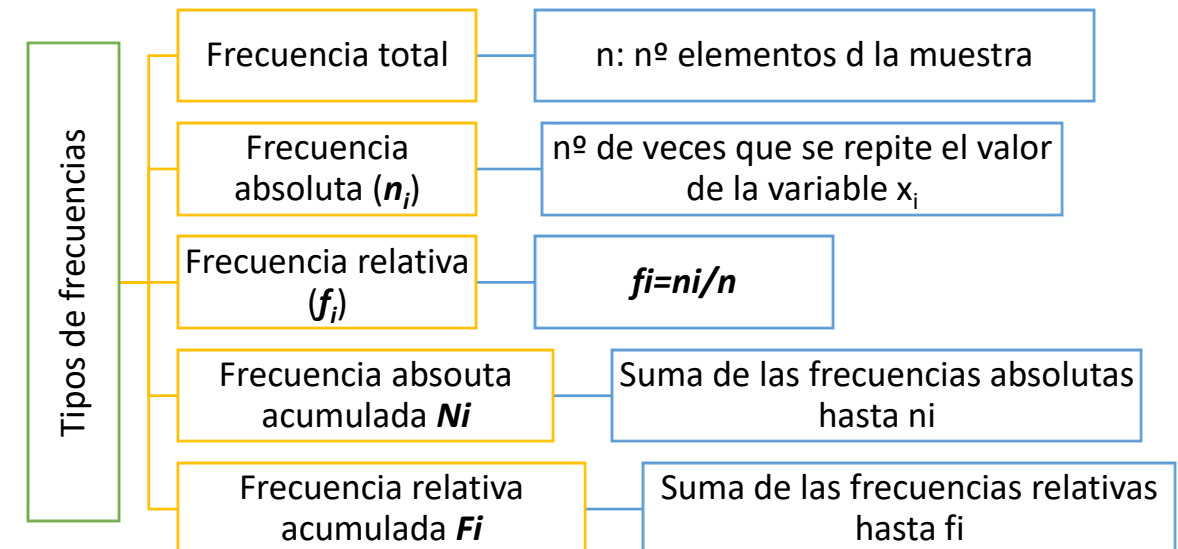 Tipos de frecuencias
Frecuencia total
n: nº elementos d la muestra
Frecuencia
absoluta (ni)
nº de veces que se repite el valor
de la variable xi
Frecuencia relativa
(fi)
fi=ni/n
Frecuencia absouta
acumulada Ni
Suma de las frecuencias absolutas
hasta ni
Frecuencia relativa
acumulada Fi
Suma de las frecuencias relativas
hasta fi